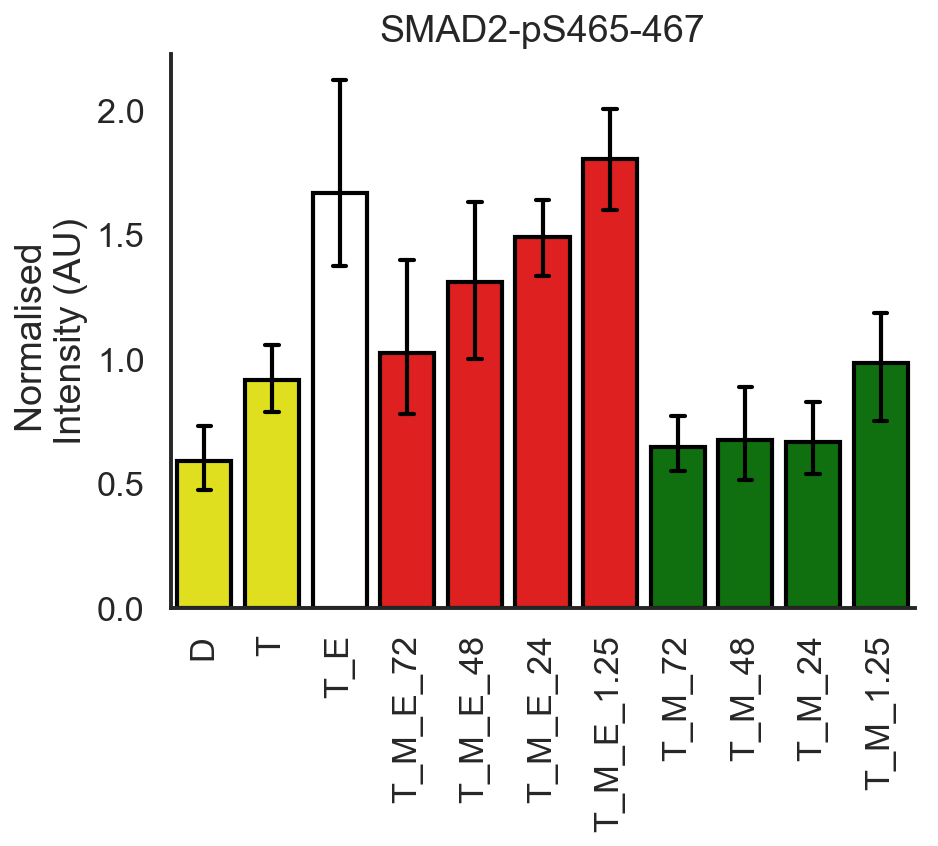 SMAD2-pS465-467
Normalised
Intensity (AU)
2.0
1.5
1.0
0.5
0.0
D
T
T_E
T_M_E_72
T_M_E_48
T_M_E_24
T_M_E_1.25
T_M_72
T_M_48
T_M_24
T_M_1.25